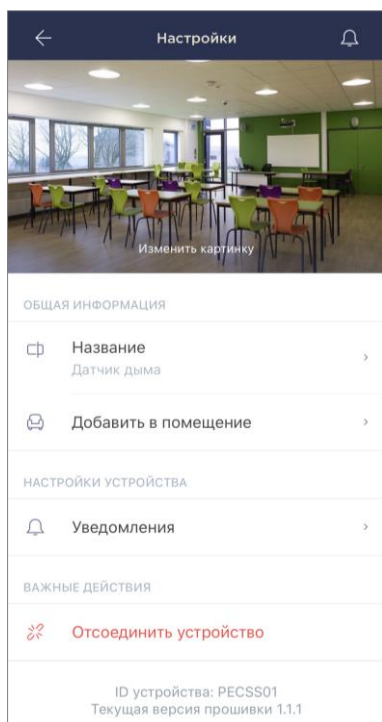 Настройки
Изменить картинку
ОБЩАЯ ИНФОРМАЦИЯ
Название
Датчик дыма
Добавить в помещение
НАСТРОЙКИ УСТРОЙСТВА
Уведомления
ВАЖНЫЕ ДЕЙСТВИЯ
Отсоединить устройство
ID устройства: PECSS01
Текущая версия прошивки 1.1.1